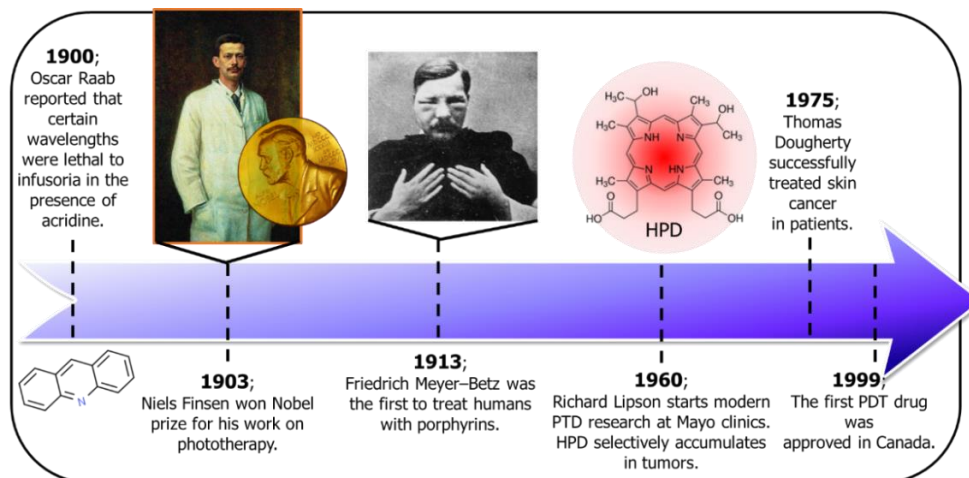 1900;
Oscar Raab
reported that
certain
wavelengths
were lethal to
infusoria in the
presence of
acridine.
N
1903;
Niels Finsen won Nobel
prize for his work on
phototherapy.
1913;
Friedrich Meyer–Betz was
the first to treat humans
with porphyrins.
H₃C
OH
CH₃
OH
H₃C
CH₃
NH
N
N
HN
H₃C
CH₃
O
O
HO
OH
HPD
1960;
Richard Lipson starts modern
PTD research at Mayo clinics.
HPD selectively accumulates
in tumors.
1975;
Thomas
Dougherty
successfully
treated skin
cancer
in patients.
1999;
The first PDT drug
was
approved in Canada.